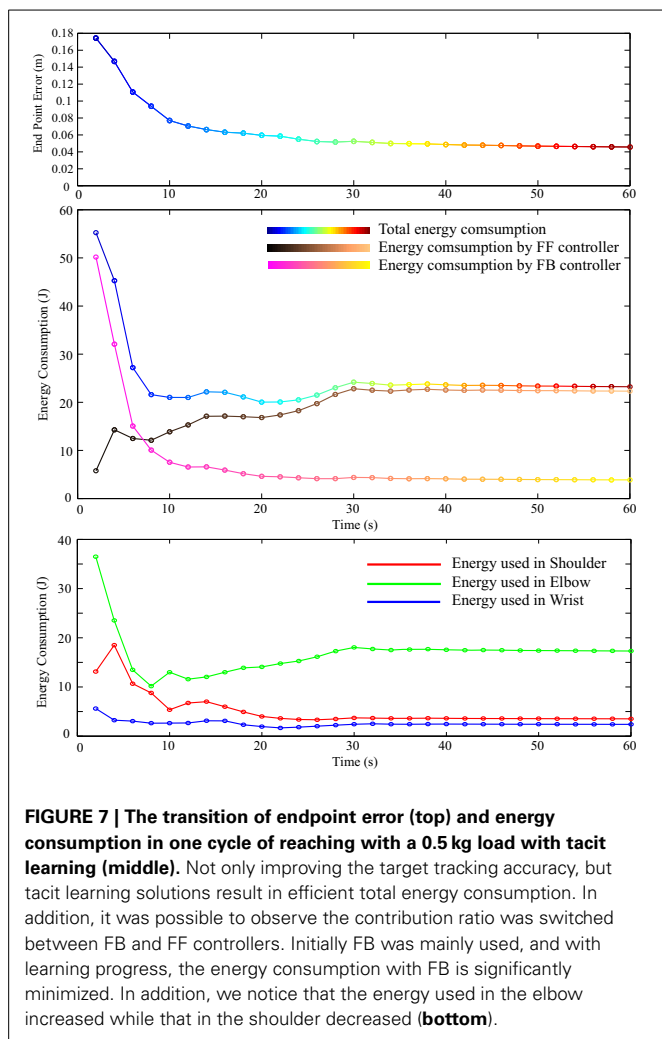 0.18
0.16
0.14
0.12
0.1
0.08
0.06
0.04
0.02
0
End Point Error (m)
0 10 20 30 40 50 60
60
50
40
30
20
10
0
Energy Consumption (J)
Total energy comsumption
Energy comsumption by FF controller
Energy comsumption by FB controller
0 10 20 30 40 50 60
Time (s)
40
30
20
10
0
Energy Consumption (J)
Energy used in Shoulder
Energy used in Elbow
Energy used in Wrist
0 10 20 30 40 50 60
Time (s)
FIGURE 7 | The transition of endpoint error (top) and energy
consumption in one cycle of reaching with a 0.5 kg load with tacit
learning (middle). Not only improving the target tracking accuracy, but
tacit learning solutions result in efficient total energy consumption. In
addition, it was possible to observe the contribution ratio was switched
between FB and FF controllers. Initially FB was mainly used, and with
learning progress, the energy consumption with FB is significantly
minimized. In addition, we notice that the energy used in the elbow
increased while that in the shoulder decreased (bottom).